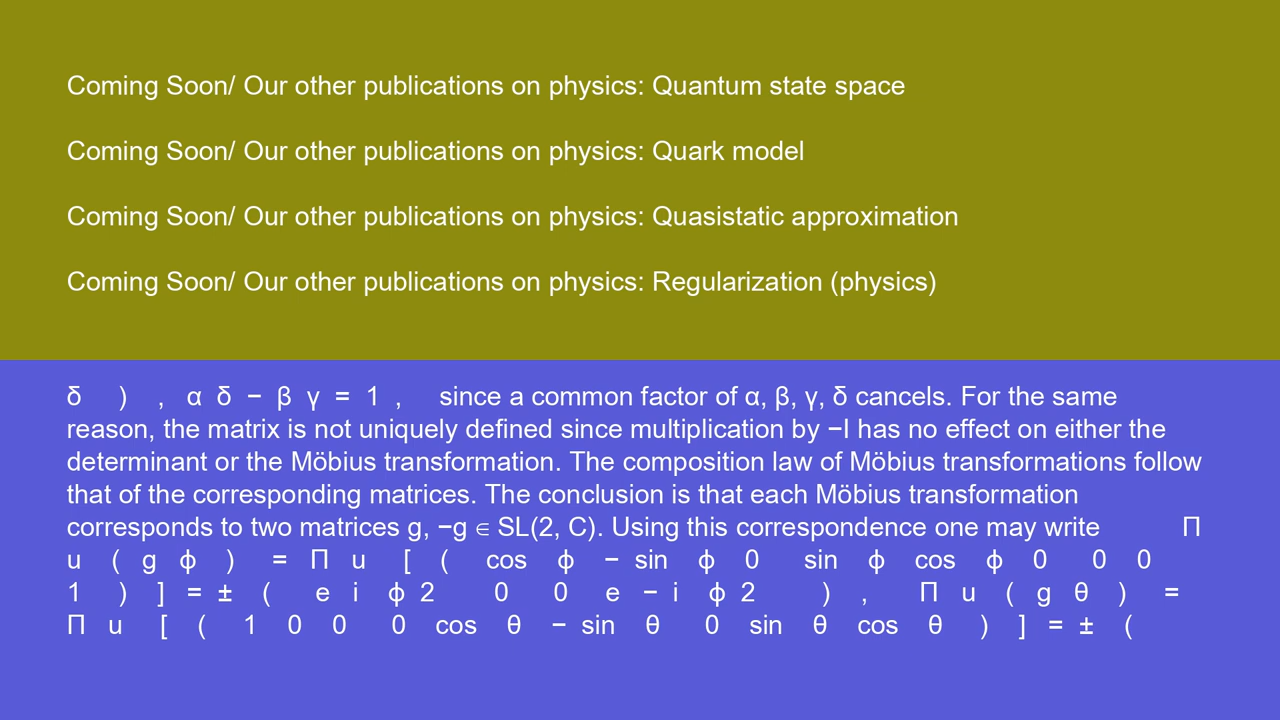 Coming Soon/ Our other publications on physics: Quantum state space
Coming Soon/ Our other publications on physics: Quark model
Coming Soon/ Our other publications on physics: Quasistatic approximation
Coming Soon/ Our other publications on physics: Regularization (physics)
δ ) , α δ − β γ = 1 , since a common factor of α, β, γ, δ cancels. For the same
reason, the matrix is not uniquely defined since multiplication by −I has no effect on either the
determinant or the Möbius transformation. The composition law of Möbius transformations follow
that of the corresponding matrices. The conclusion is that each Möbius transformation
corresponds to two matrices g, −g ∈ SL(2, C). Using this correspondence one may write Π
u ( g ϕ ) = Π u [ ( cos ϕ − sin ϕ 0 sin ϕ cos ϕ 0 0 0
1 ) ] = ± ( e i ϕ 2 0 0 e − i ϕ 2 ) , Π u ( g θ ) =
Π u [ ( 1 0 0 0 cos θ − sin θ 0 sin θ cos θ ) ] = ± (